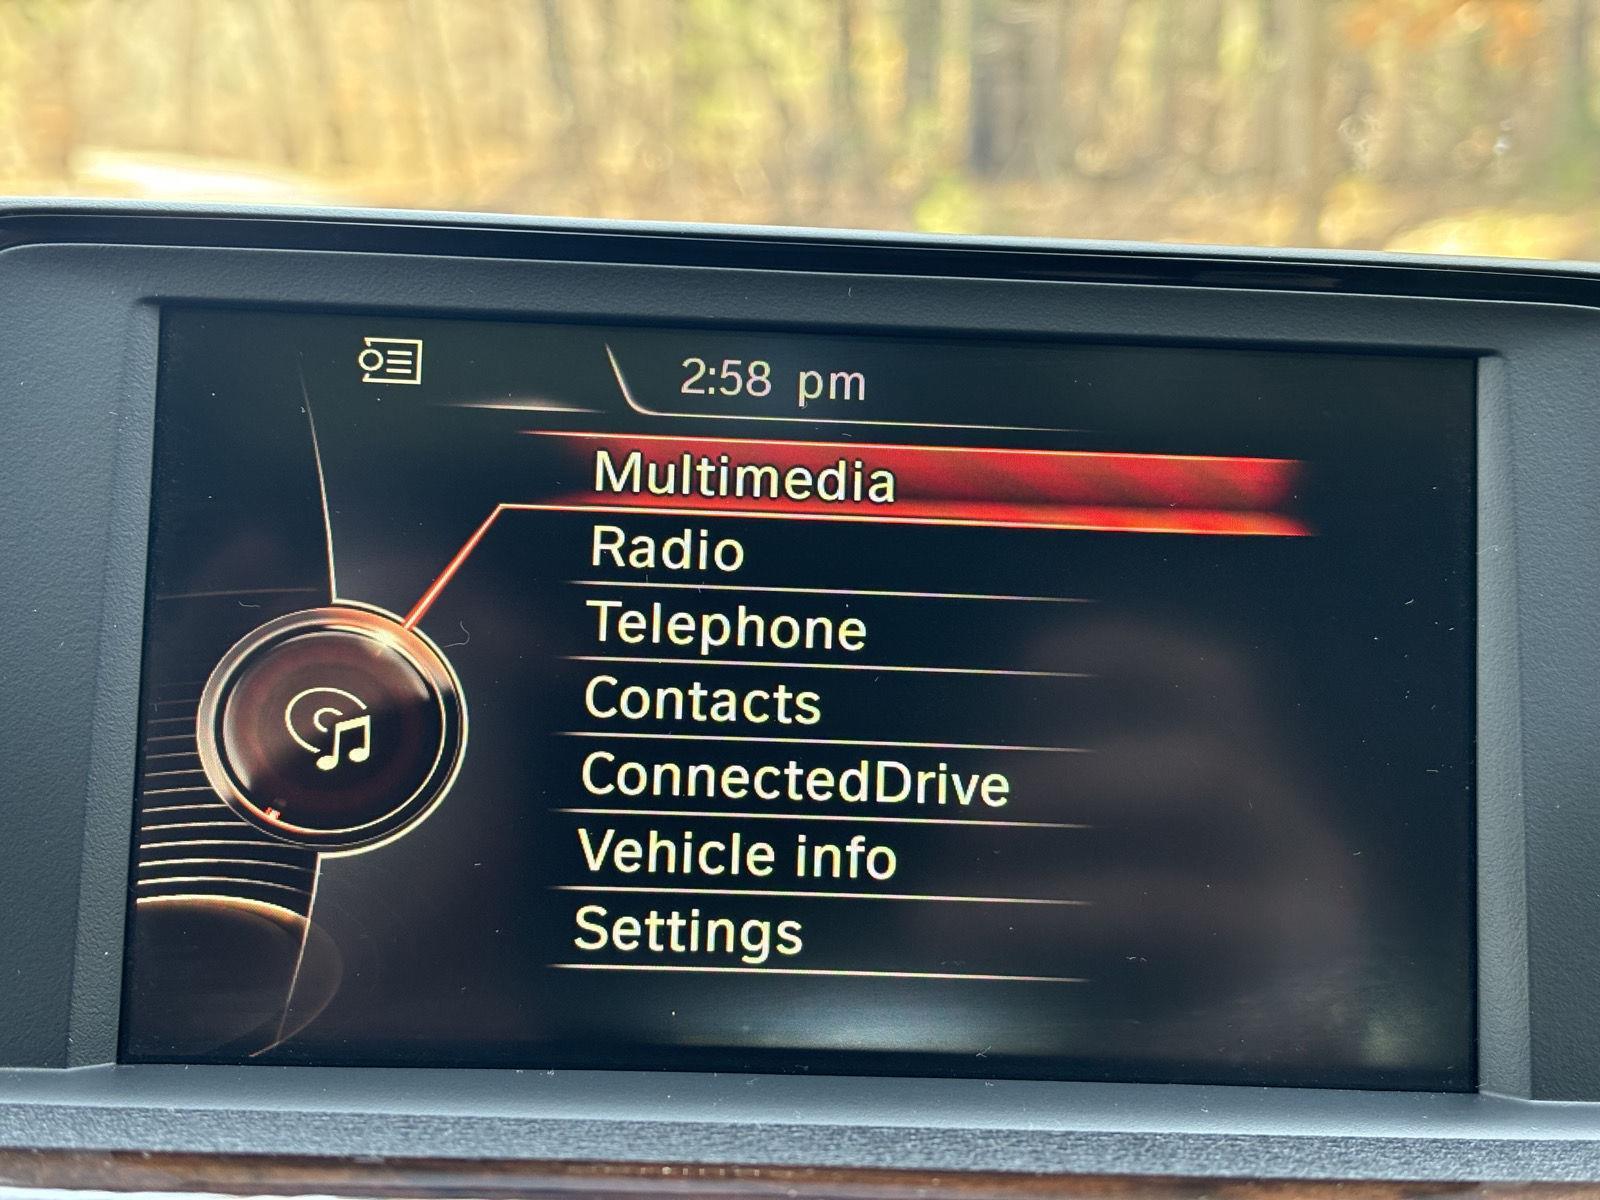 2:58 pm
Multimedia
Radio
Telephone
Contacts
ConnectedDrive
Vehicle info
Settings